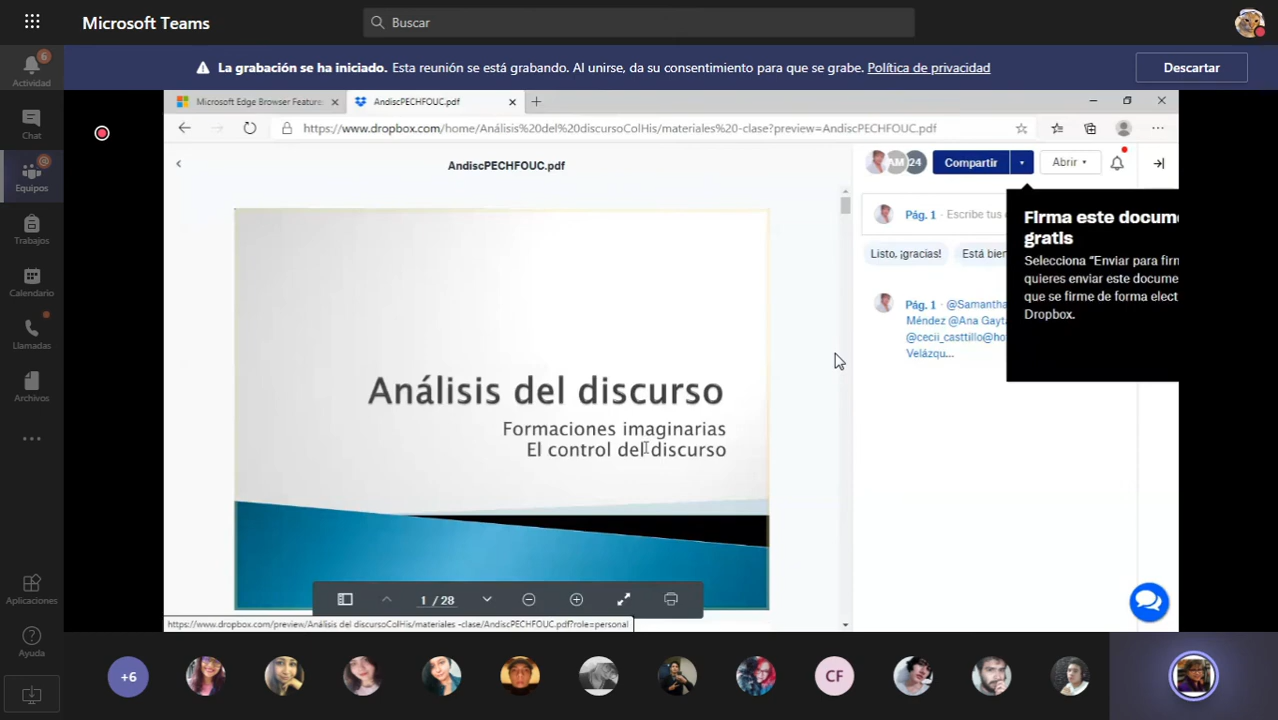 Microsoft Teams
Buscar
La grabación se ha iniciado. Esta reunión se está grabando. Al unirse, da su consentimiento para que se grabe. Política de privacidad
Descartar
6
Actividad
Chat
Equipos
Trabajos
Calendario
Llamadas
Archivos
Aplicaciones
Ayuda
Microsoft Edge Browser Feature
AndiscPECHFOUC.pdf
https://www.dropbox.com/home/Análisis%20del%20discursoColHis/materiales%20-clase?preview=AndiscPECHFOUC.pdf
AndiscPECHFOUC.pdf
AM 24
Compartir
Abrir
Análisis del discurso
Formaciones imaginarias
El control del discurso
Pág. 1 Escribe tus
Listo, ¡gracias!
Está bien
Pág. 1 · @Samantha
Méndez @Ana Gayta
@cecii_casttillo@ho
Velázqu...
Firma este docume
gratis
Selecciona "Enviar para firm
quieres enviar este docume
que se firme de forma elect
Dropbox.
1 / 28
https://www.dropbox.com/preview/Análisis del discursoColHis/materiales -clase/AndiscPECHFOUC.pdf?role=personal
+6
CF